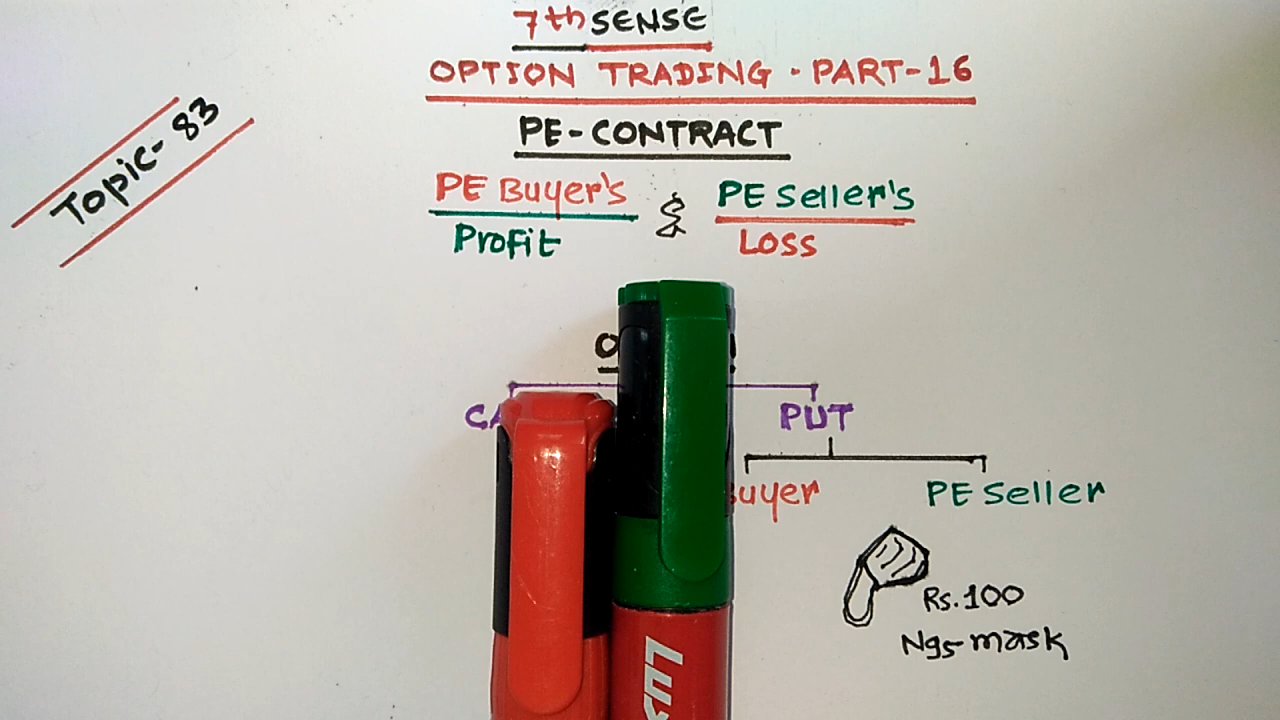 7th SENSE
OPTION TRADING · PART-16
PE-CONTRACT
Topic-83
PE Buyer's & PE Seller's
Profit Loss
PUT
PE Seller
Rs.100
N95-mask